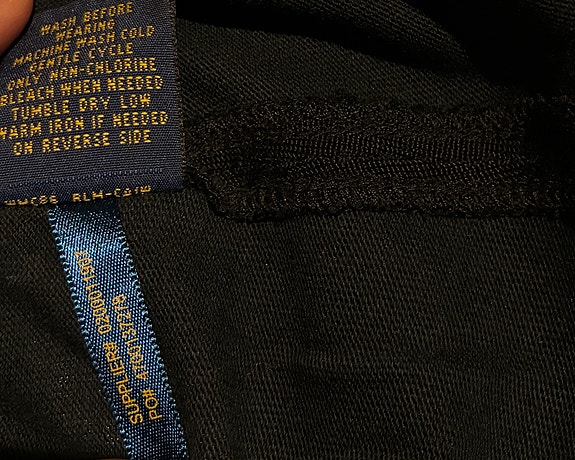 WASH BEFORE
WEARING
MACHINE WASH COLD
GENTLE CYCLE
ONLY NON-CHLORINE
BLEACH WHEN NEEDED
TUMBLE DRY LOW
WARM IRON IF NEEDED
ON REVERSE SIDE
SUPPLIER#
PO#